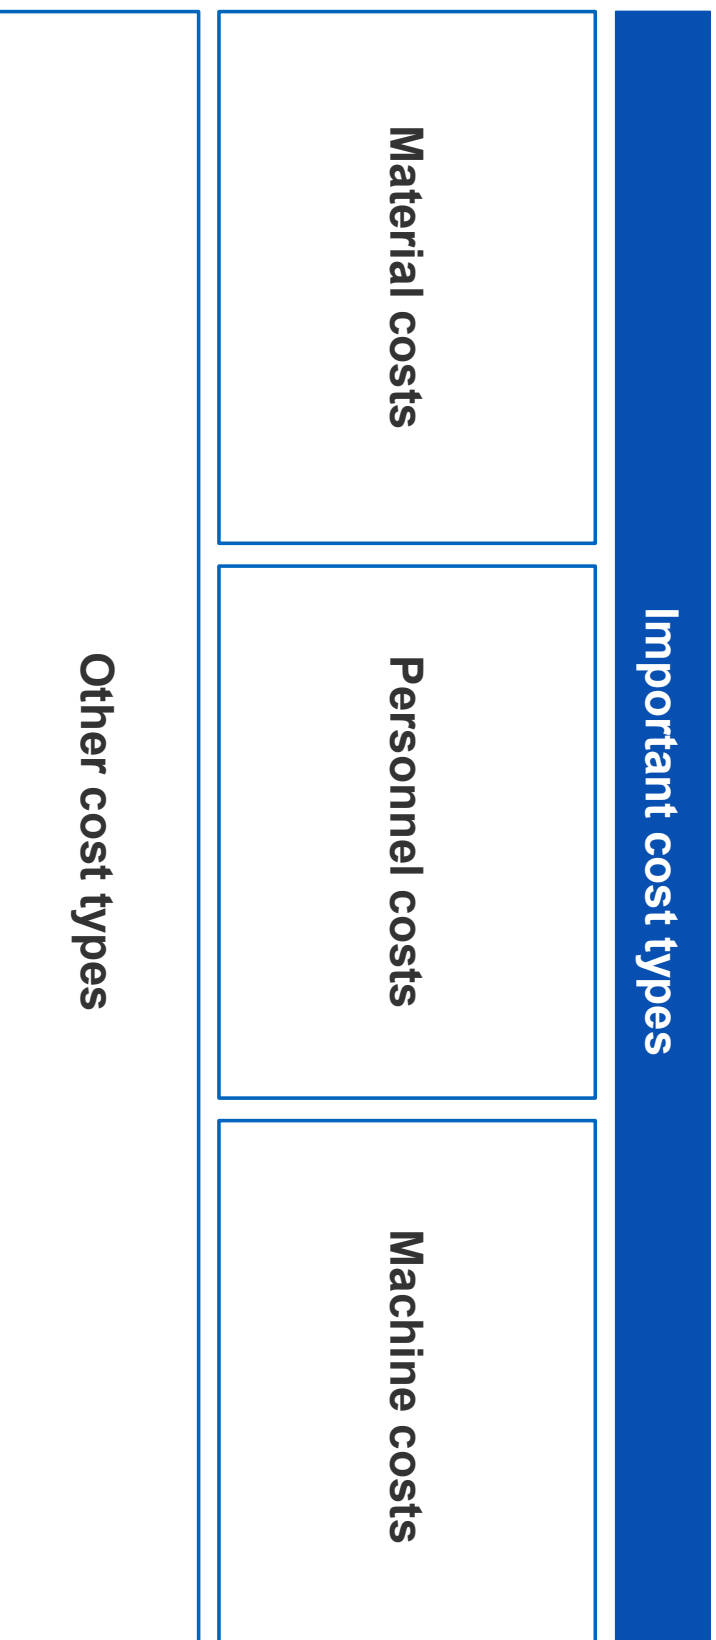 Important cost types
Material costs
Personnel costs
Machine costs
Other cost types